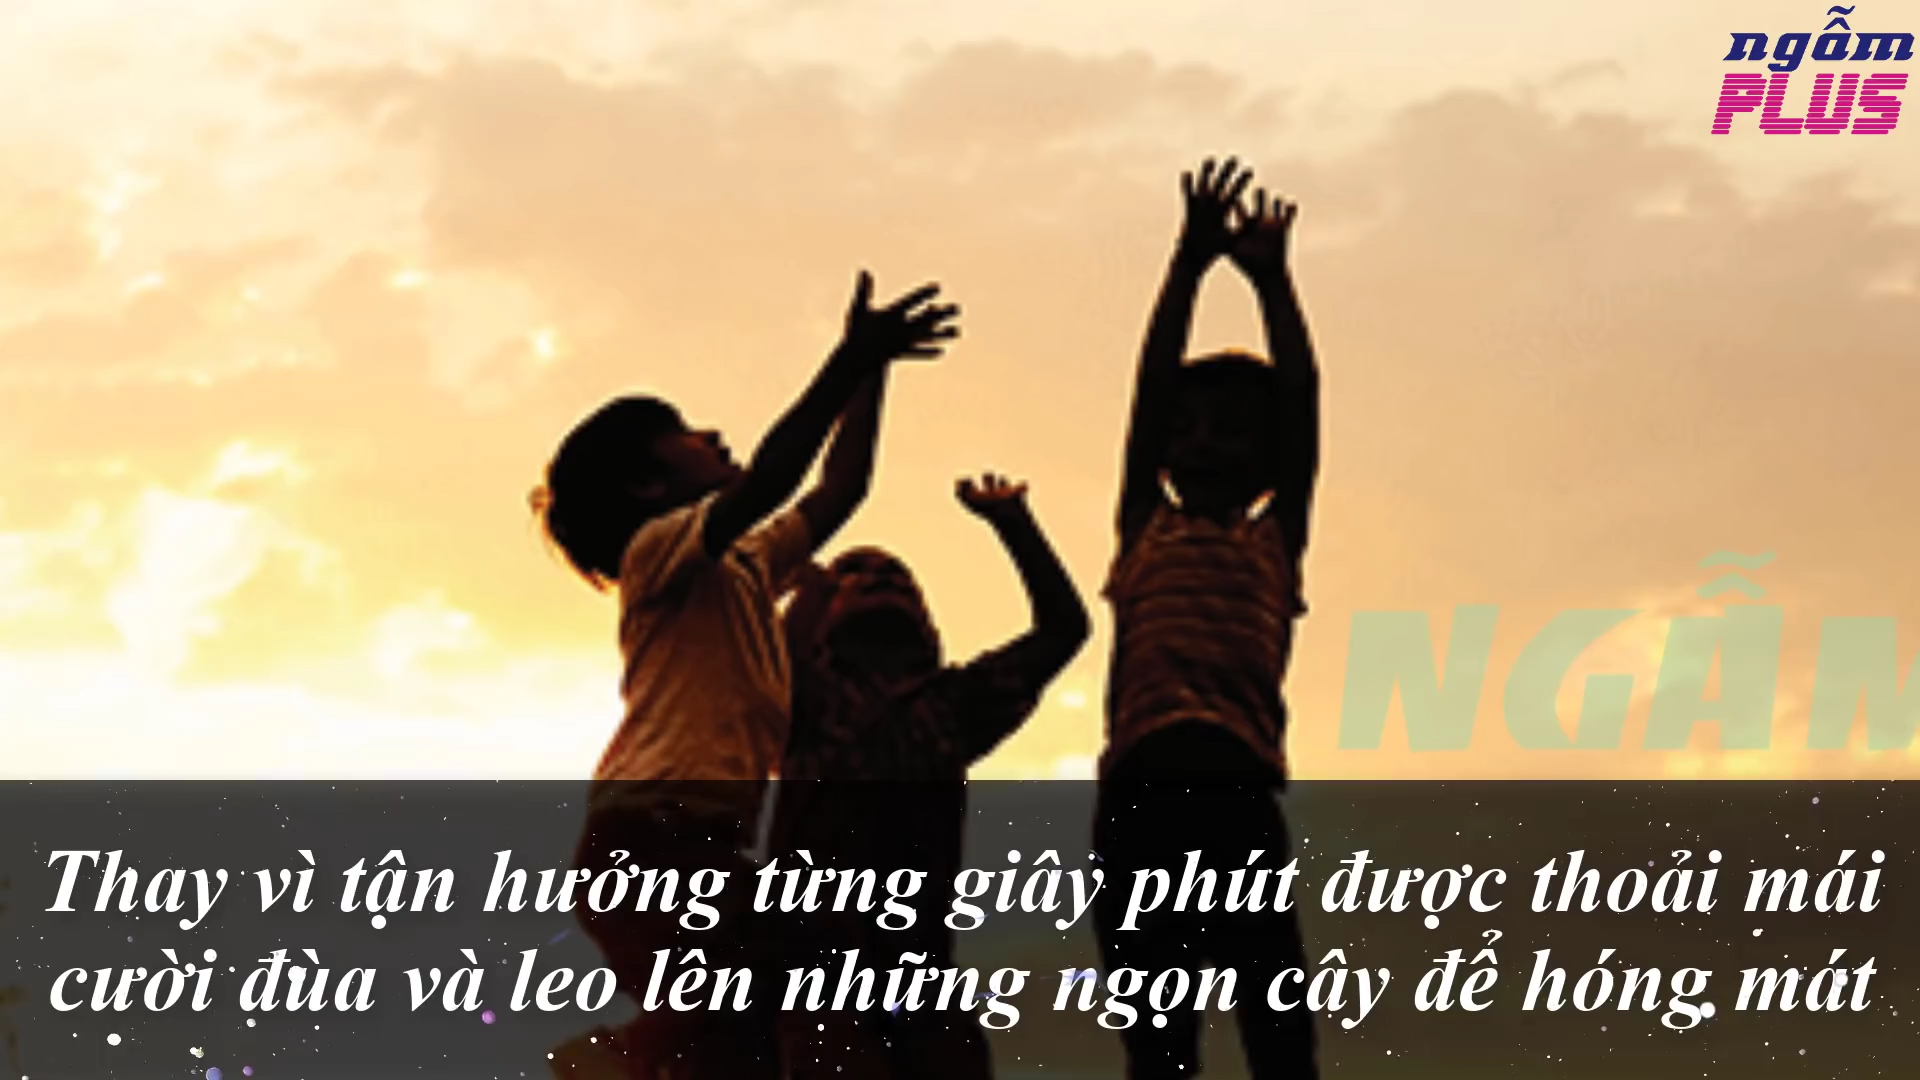 ngẫm
PLUS
NGẪM
Thay vì tận hưởng từng giây phút được thoải mái
cười đùa và leo lên những ngọn cây để hóng mát